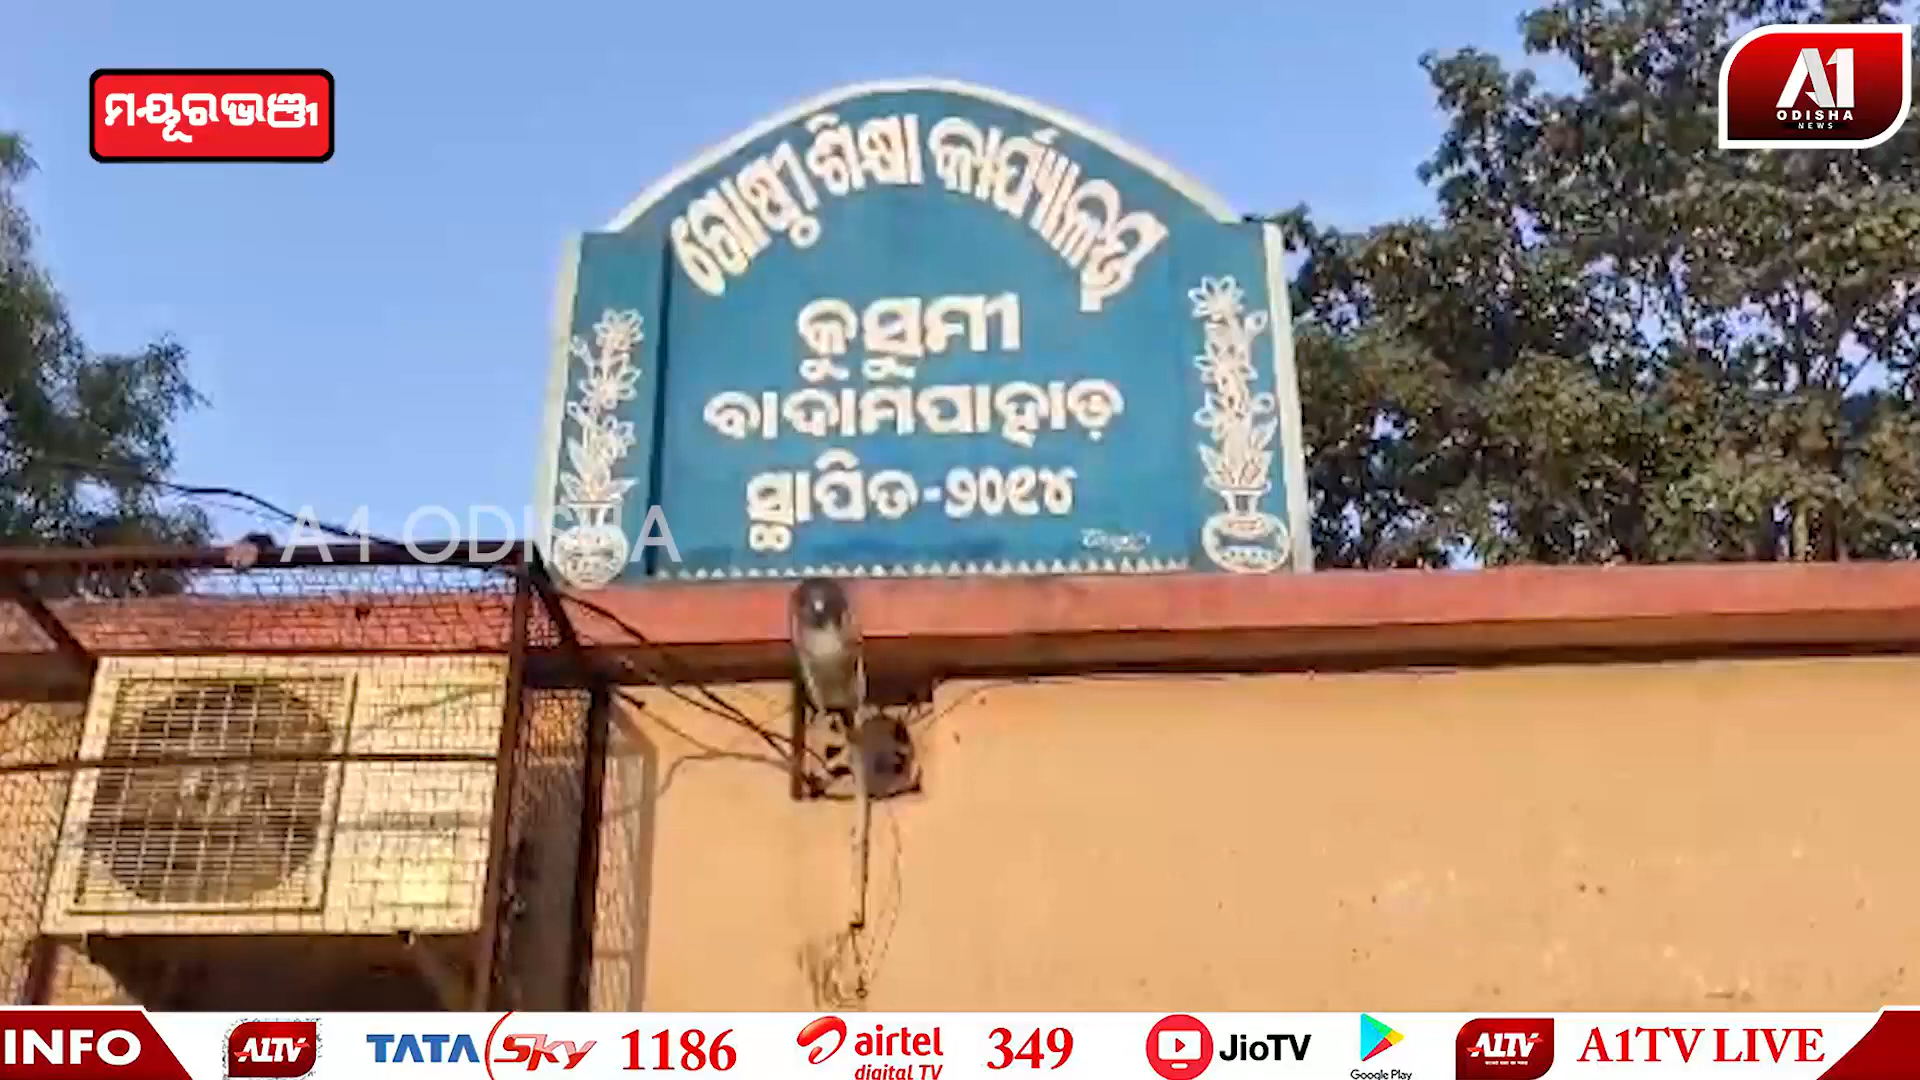 ମୟୂରଭଞ୍ଜ
A1
ODISHA
NEWS
ଗୋଷ୍ଠୀ ଶିକ୍ଷା କାର୍ଯ୍ୟାଳୟ
କୁସୁମୀ
ବାଦାମପାହାଡ଼
ସ୍ଥାପିତ-୨୦୧୪
A1 ODISHA
INFO
A1TV
TATA Sky 1186
airtel digital TV 349
JioTV
Google Play
A1TV
A1TV LIVE